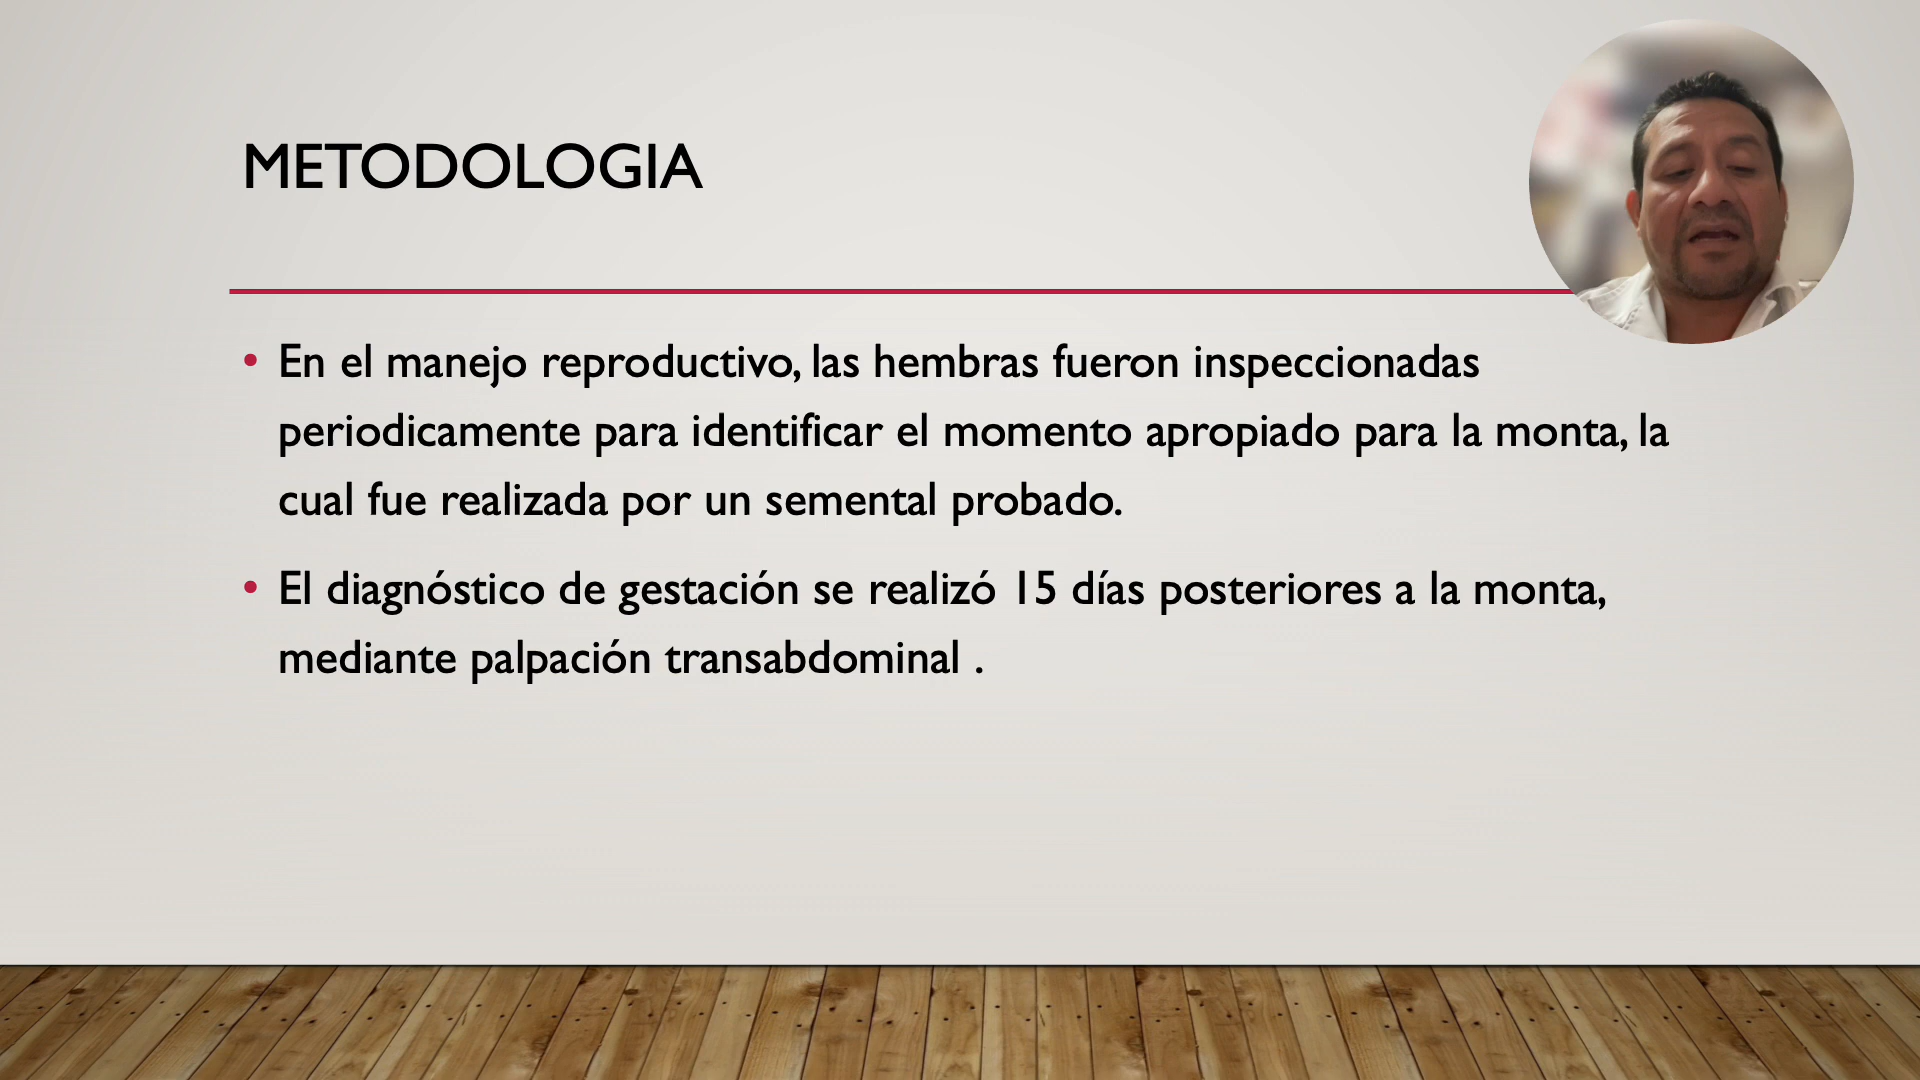 METODOLOGIA
• En el manejo reproductivo, las hembras fueron inspeccionadas
periodicamente para identificar el momento apropiado para la monta, la
cual fue realizada por un semental probado.
• El diagnóstico de gestación se realizó 15 días posteriores a la monta,
mediante palpación transabdominal .